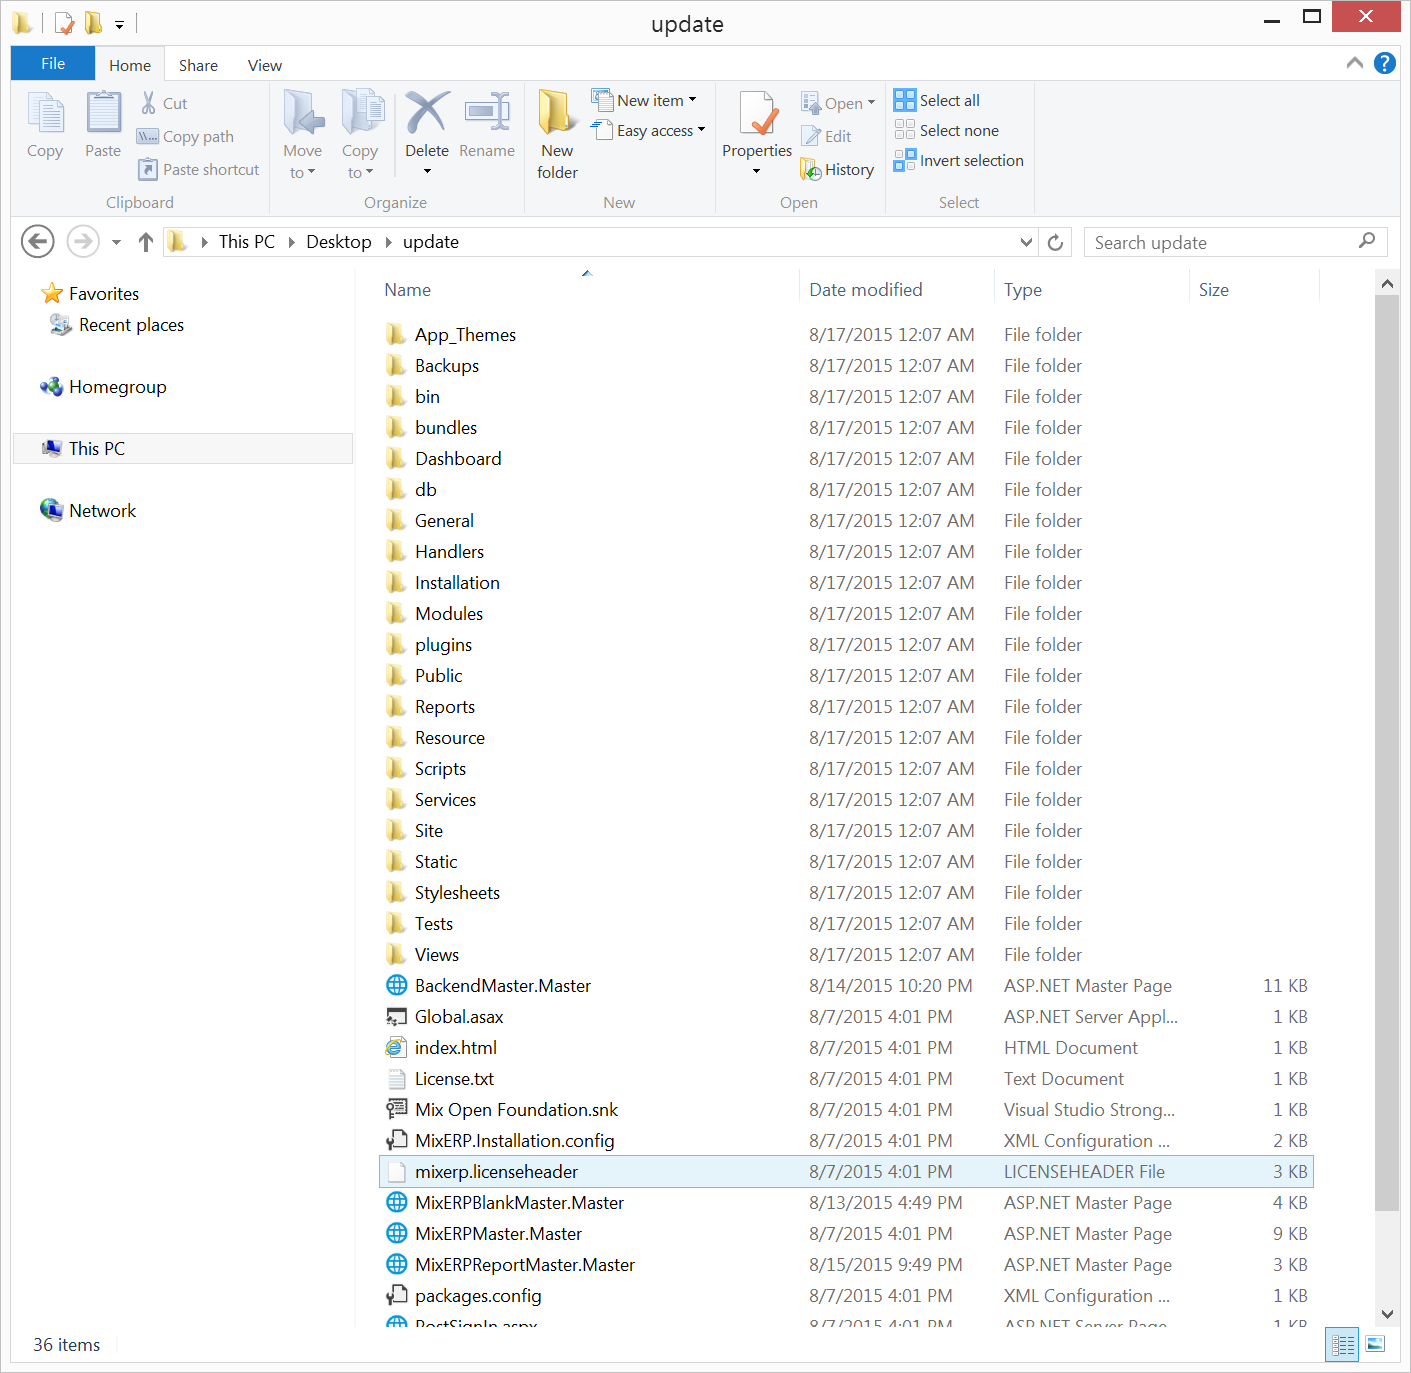 update
File Home Share View
Copy Paste Cut
Copy path
Paste shortcut
Clipboard
Move to Copy to Delete Rename
Organize
New folder New item
Easy access
New
Properties Open
Edit
History
Open
Select all
Select none
Invert selection
Select
This PC Desktop update
Search update
Favorites
Recent places
Homegroup
This PC
Network
Name Date modified Type Size
App_Themes 8/17/2015 12:07 AM File folder
Backups 8/17/2015 12:07 AM File folder
bin 8/17/2015 12:07 AM File folder
bundles 8/17/2015 12:07 AM File folder
Dashboard 8/17/2015 12:07 AM File folder
db 8/17/2015 12:07 AM File folder
General 8/17/2015 12:07 AM File folder
Handlers 8/17/2015 12:07 AM File folder
Installation 8/17/2015 12:07 AM File folder
Modules 8/17/2015 12:07 AM File folder
plugins 8/17/2015 12:07 AM File folder
Public 8/17/2015 12:07 AM File folder
Reports 8/17/2015 12:07 AM File folder
Resource 8/17/2015 12:07 AM File folder
Scripts 8/17/2015 12:07 AM File folder
Services 8/17/2015 12:07 AM File folder
Site 8/17/2015 12:07 AM File folder
Static 8/17/2015 12:07 AM File folder
Stylesheets 8/17/2015 12:07 AM File folder
Tests 8/17/2015 12:07 AM File folder
Views 8/17/2015 12:07 AM File folder
BackendMaster.Master 8/14/2015 10:20 PM ASP.NET Master Page 11 KB
Global.asax 8/7/2015 4:01 PM ASP.NET Server Appl... 1 KB
index.html 8/7/2015 4:01 PM HTML Document 1 KB
License.txt 8/7/2015 4:01 PM Text Document 1 KB
Mix Open Foundation.snk 8/7/2015 4:01 PM Visual Studio Strong... 1 KB
MixERP.Installation.config 8/7/2015 4:01 PM XML Configuration ... 2 KB
mixerp.licenseheader 8/7/2015 4:01 PM LICENSEHEADER File 3 KB
MixERPBlankMaster.Master 8/13/2015 4:49 PM ASP.NET Master Page 4 KB
MixERPMaster.Master 8/7/2015 4:01 PM ASP.NET Master Page 9 KB
MixERPReportMaster.Master 8/15/2015 9:49 PM ASP.NET Master Page 3 KB
packages.config 8/7/2015 4:01 PM XML Configuration ... 1 KB
PostSignIn.aspx 8/7/2015 4:01 PM ASP.NET Server Page 1 KB
36 items